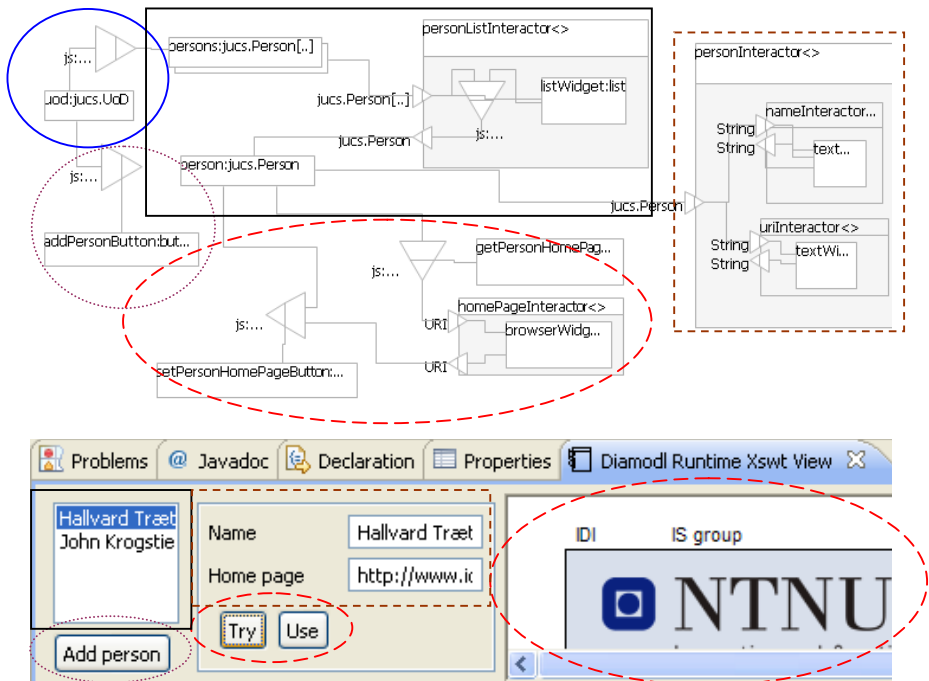 personListInteractor<>
js:...
persons:jucs.Person[..]
personInteractor<>
uod:jucs.UoD
jucs.Person[..]
listWidget:list
nameInteractor...
String
String
text...
jucs.Person
js:...
js:...
person:jucs.Person
jucs.Person
uriInteractor<>
String
String
textWi...
addPersonButton:but...
getPersonHomePag...
js:...
homePageInteractor<>
js:...
URI
browserWidg...
URI
setPersonHomePageButton:...
Problems @ Javadoc Declaration Properties Diamodl Runtime Xswt View
Hallvard Træt
John Krogstie
Name Hallvard Træt
Home page http://www.ic
Try Use
Add person
IDI IS group
NTNU